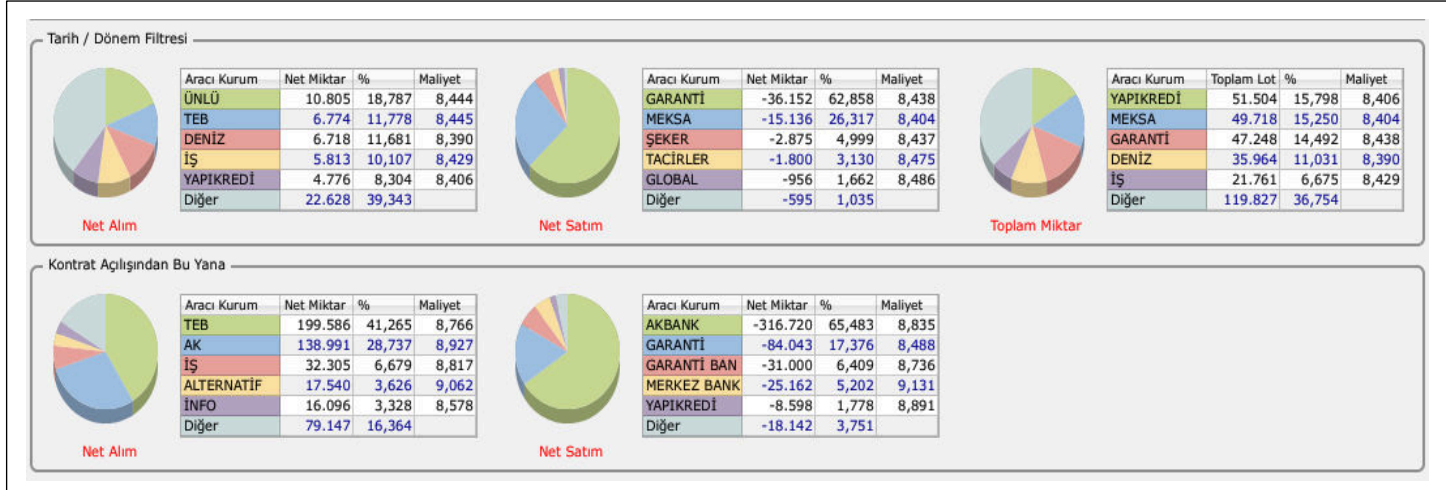 Tarih / Dönem Filtresi
Aracı Kurum Net Miktar % Maliyet
ÜNLÜ 10.805 18,787 8,444
TEB 6.774 11,778 8,445
DENİZ 6.718 11,681 8,390
İŞ 5.813 10,107 8,429
YAPIKREDİ 4.776 8,304 8,406
Diğer 22.628 39,343
Net Alım
Aracı Kurum Net Miktar % Maliyet
GARANTİ -36.152 62,858 8,438
MEKSA -15.136 26,317 8,404
ŞEKER -2.875 4,999 8,437
TACİRLER -1.800 3,130 8,475
GLOBAL -956 1,662 8,486
Diğer -595 1,035
Net Satım
Aracı Kurum Toplam Lot % Maliyet
YAPIKREDİ 51.504 15,798 8,406
MEKSA 49.718 15,250 8,404
GARANTİ 47.248 14,492 8,438
DENİZ 35.964 11,031 8,390
İŞ 21.761 6,675 8,429
Diğer 119.827 36,754
Toplam Miktar
Kontrat Açılışından Bu Yana
Aracı Kurum Net Miktar % Maliyet
TEB 199.586 41,265 8,766
AK 138.991 28,737 8,927
İŞ 32.305 6,679 8,817
ALTERNATİF 17.540 3,626 9,062
İNFO 16.096 3,328 8,578
Diğer 79.147 16,364
Net Alım
Aracı Kurum Net Miktar % Maliyet
AKBANK -316.720 65,483 8,835
GARANTİ -84.043 17,376 8,488
GARANTİ BAN -31.000 6,409 8,736
MERKEZ BANK -25.162 5,202 9,131
YAPIKREDİ -8.598 1,778 8,891
Diğer -18.142 3,751
Net Satım